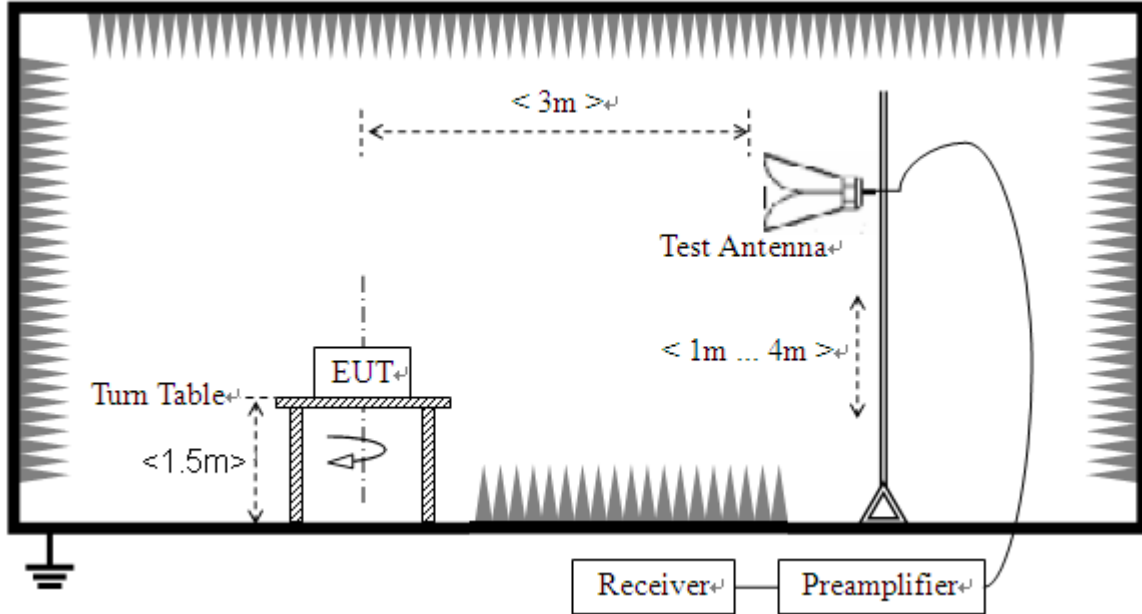 < 3m >↵
Test Antenna↵
< 1m ... 4m >↵
EUT↵
Turn Table↵
<1.5m>
Receiver↵
Preamplifier↵